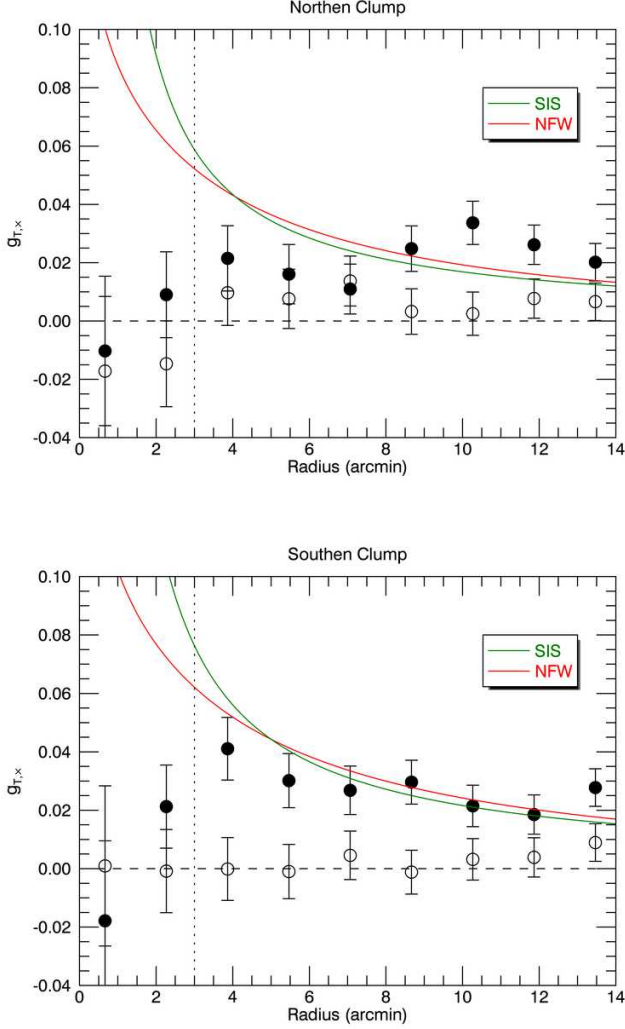 Northen Clump
0.10
0.08
0.06
0.04
0.02
0.00
-0.02
-0.04
gT,×
SIS
NFW
0 2 4 6 8 10 12 14
Radius (arcmin)
Southen Clump
0.10
0.08
0.06
0.04
0.02
0.00
-0.02
-0.04
gT,×
SIS
NFW
0 2 4 6 8 10 12 14
Radius (arcmin)